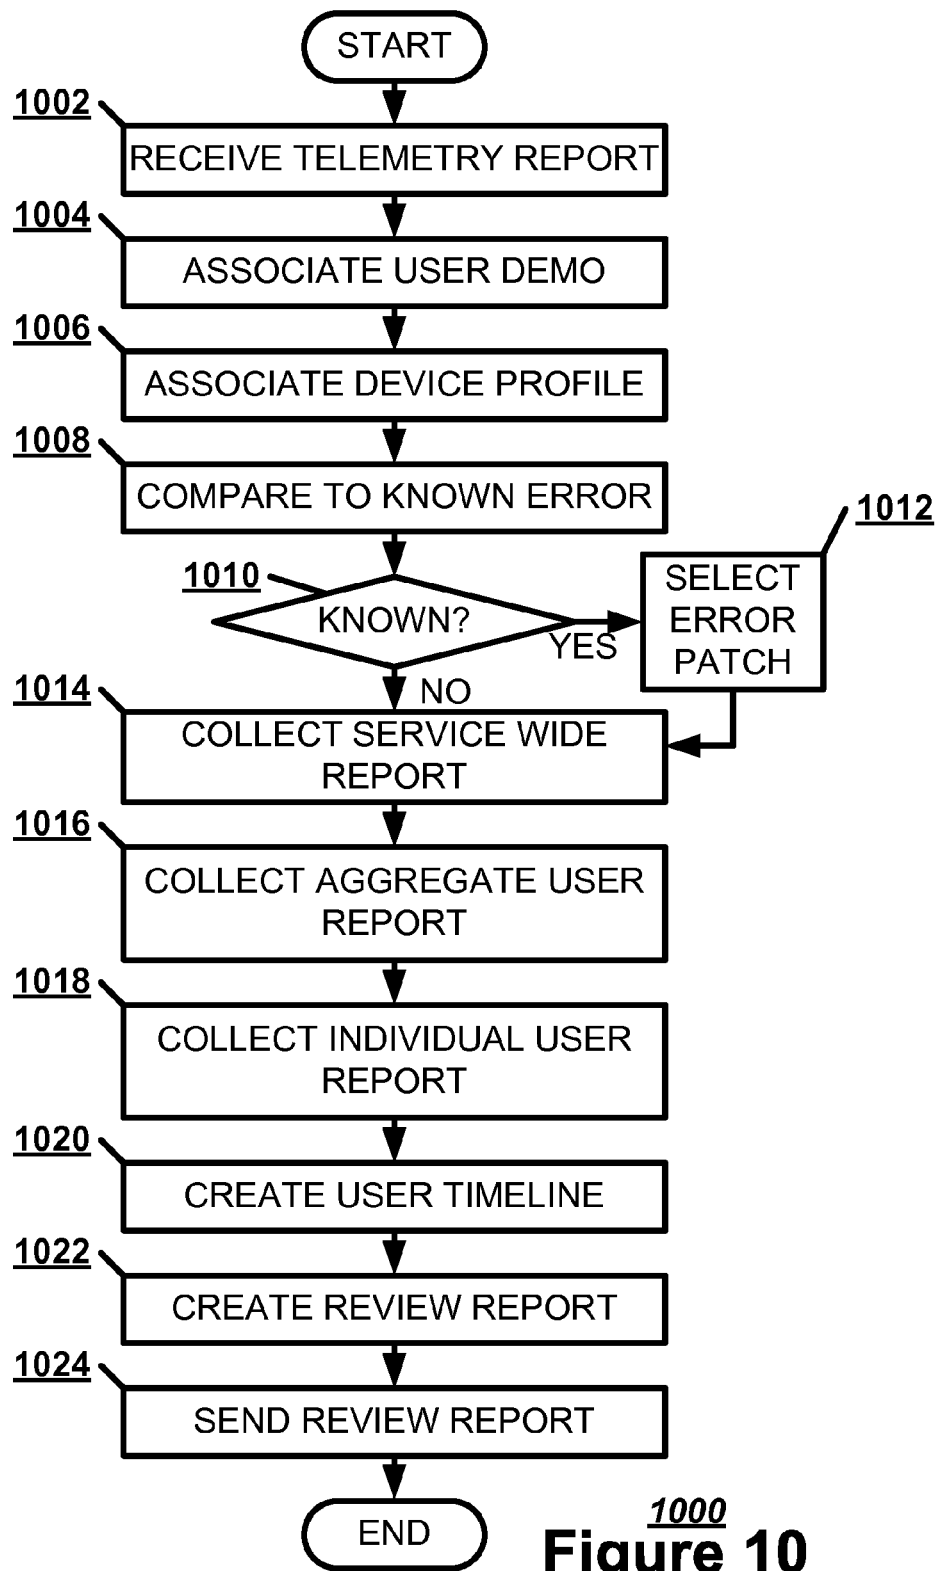 START
1002
RECEIVE TELEMETRY REPORT
1004
ASSOCIATE USER DEMO
1006
ASSOCIATE DEVICE PROFILE
1008
COMPARE TO KNOWN ERROR
1010
KNOWN?
YES
1012
SELECT
ERROR
PATCH
NO
1014
COLLECT SERVICE WIDE
REPORT
1016
COLLECT AGGREGATE USER
REPORT
1018
COLLECT INDIVIDUAL USER
REPORT
1020
CREATE USER TIMELINE
1022
CREATE REVIEW REPORT
1024
SEND REVIEW REPORT
END
1000
Figure 10